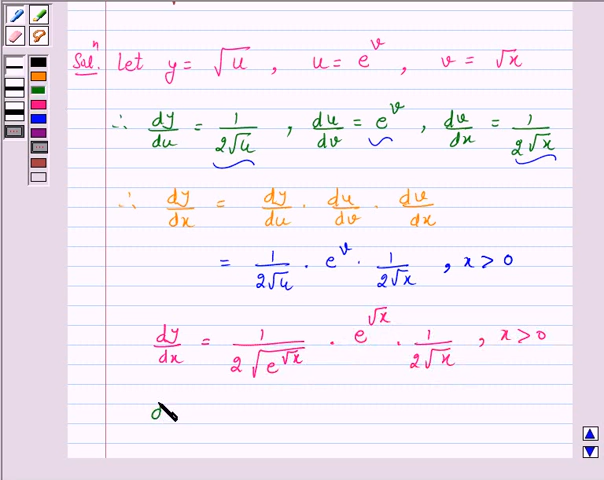 Solⁿ. let y = √u , u = e^v , v = √x
∴ dy/du = 1/(2√u) , du/dv = e^v , dv/dx = 1/(2√x)
∴ dy/dx = dy/du · du/dv · dv/dx
= 1/(2√u) · e^v · 1/(2√x) , x > 0
dy/dx = 1/(2√(e^√x)) · e^√x · 1/(2√x) , x > 0